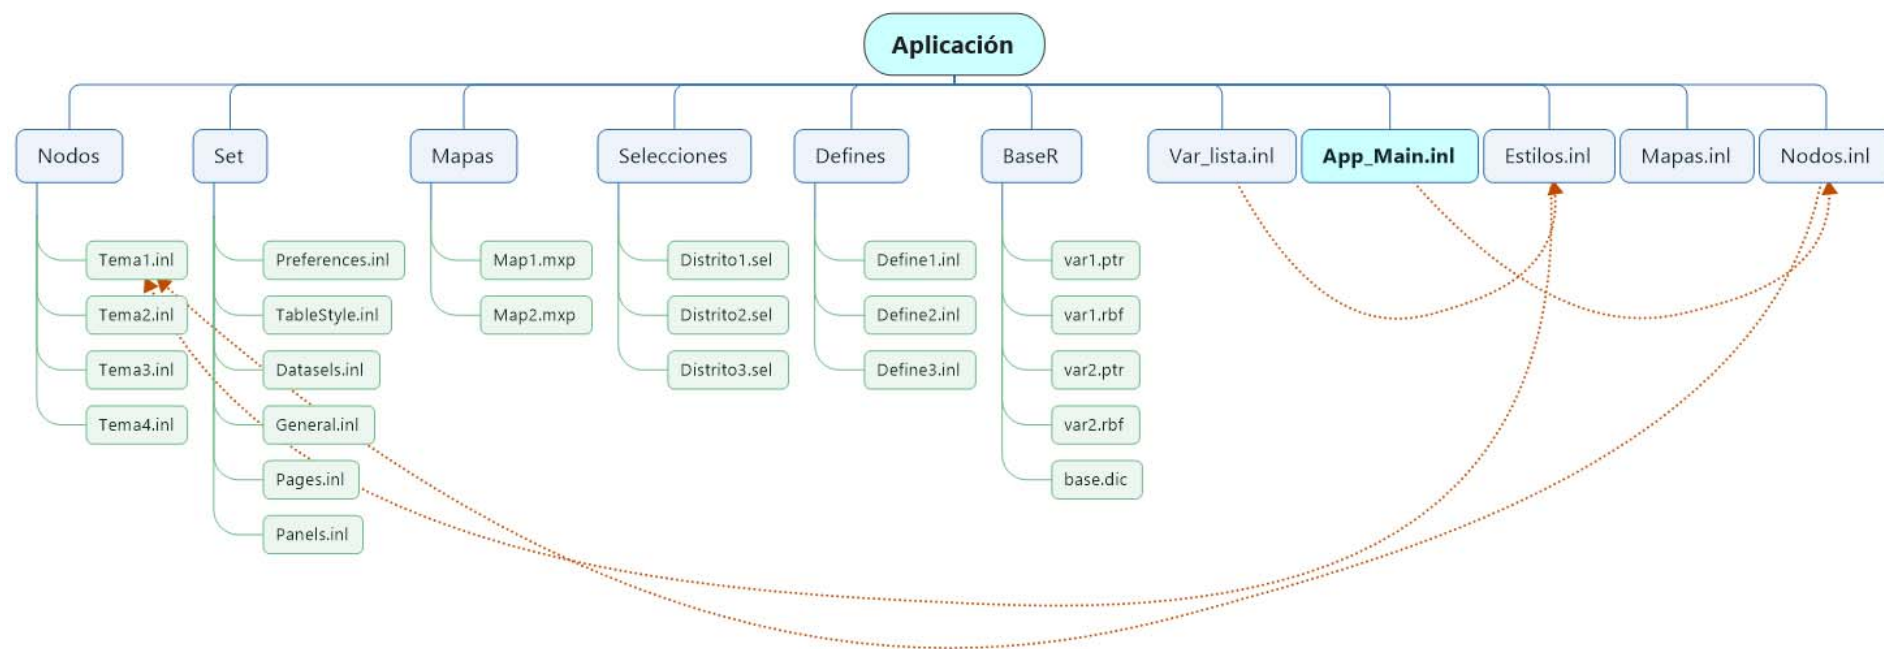 Aplicación
Nodos
Set
Mapas
Selecciones
Defines
BaseR
Var_lista.inl
App_Main.inl
Estilos.inl
Mapas.inl
Nodos.inl
Tema1.inl
Tema2.inl
Tema3.inl
Tema4.inl
Preferences.inl
TableStyle.inl
Datasels.inl
General.inl
Pages.inl
Panels.inl
Map1.mxp
Map2.mxp
Distrito1.sel
Distrito2.sel
Distrito3.sel
Define1.inl
Define2.inl
Define3.inl
var1.ptr
var1.rbf
var2.ptr
var2.rbf
base.dic